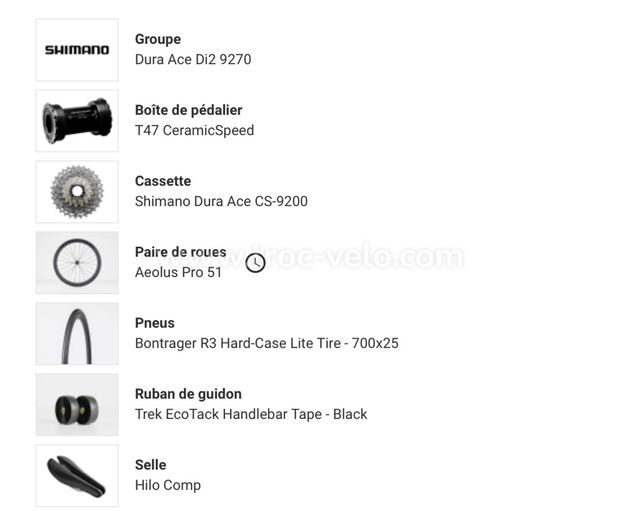 SHIMANO
Groupe
Dura Ace Di2 9270
Boîte de pédalier
T47 CeramicSpeed
Cassette
Shimano Dura Ace CS-9200
Paire de roues
Aeolus Pro 51
www.troc-velo.com
Pneus
Bontrager R3 Hard-Case Lite Tire - 700x25
Ruban de guidon
Trek EcoTack Handlebar Tape - Black
Selle
Hilo Comp